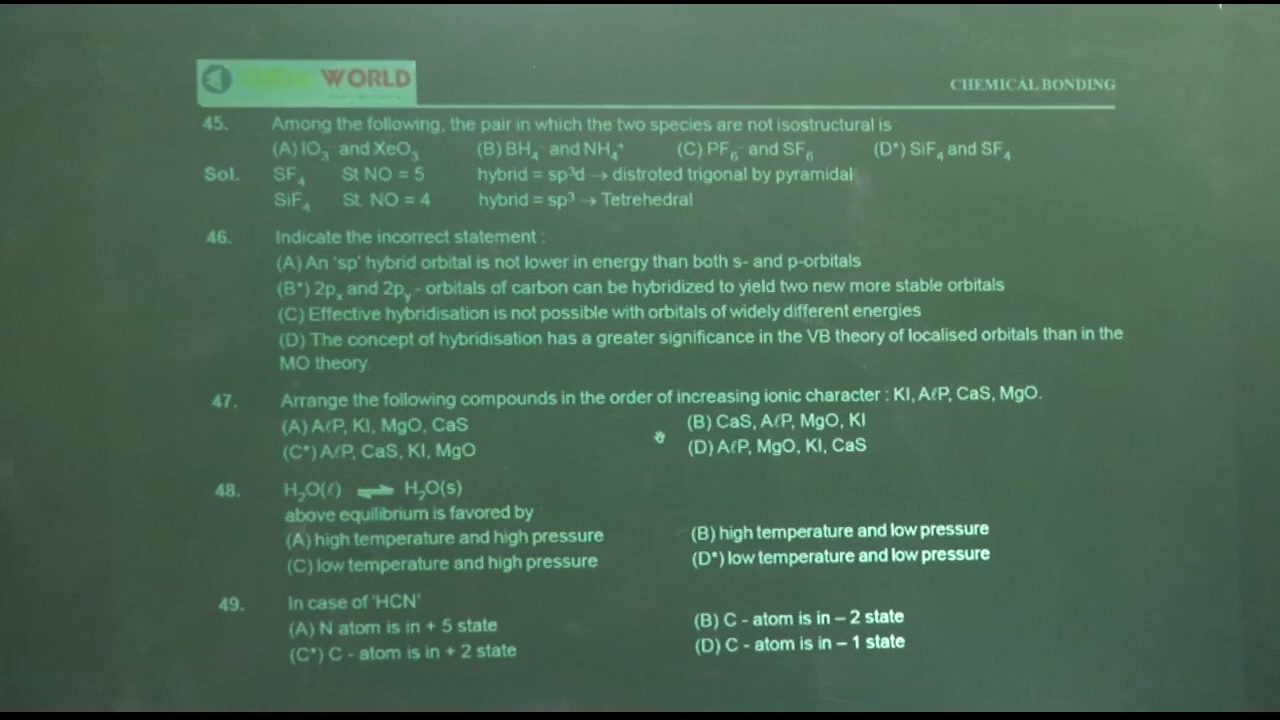 WORLD
CHEMICAL BONDING
45. Among the following, the pair in which the two species are not isostructural is
(A) IO₃⁻ and XeO₃ (B) BH₄⁻ and NH₄⁺ (C) PF₆⁻ and SF₆ (D*) SiF₄ and SF₄
Sol. SF₄ St NO = 5 hybrid = sp³d → distroted trigonal by pyramidal
SiF₄ St. NO = 4 hybrid = sp³ → Tetrehedral
46. Indicate the incorrect statement :
(A) An 'sp' hybrid orbital is not lower in energy than both s- and p-orbitals
(B*) 2pₓ and 2pᵧ - orbitals of carbon can be hybridized to yield two new more stable orbitals
(C) Effective hybridisation is not possible with orbitals of widely different energies
(D) The concept of hybridisation has a greater significance in the VB theory of localised orbitals than in the
MO theory.
47. Arrange the following compounds in the order of increasing ionic character : KI, AℓP, CaS, MgO.
(A) AℓP, KI, MgO, CaS (B) CaS, AℓP, MgO, KI
(C*) AℓP, CaS, KI, MgO (D) AℓP, MgO, KI, CaS
48. H₂O(ℓ) ⇌ H₂O(s)
above equilibrium is favored by
(A) high temperature and high pressure (B) high temperature and low pressure
(C) low temperature and high pressure (D*) low temperature and low pressure
49. In case of 'HCN'
(A) N atom is in + 5 state (B) C - atom is in – 2 state
(C*) C - atom is in + 2 state (D) C - atom is in – 1 state